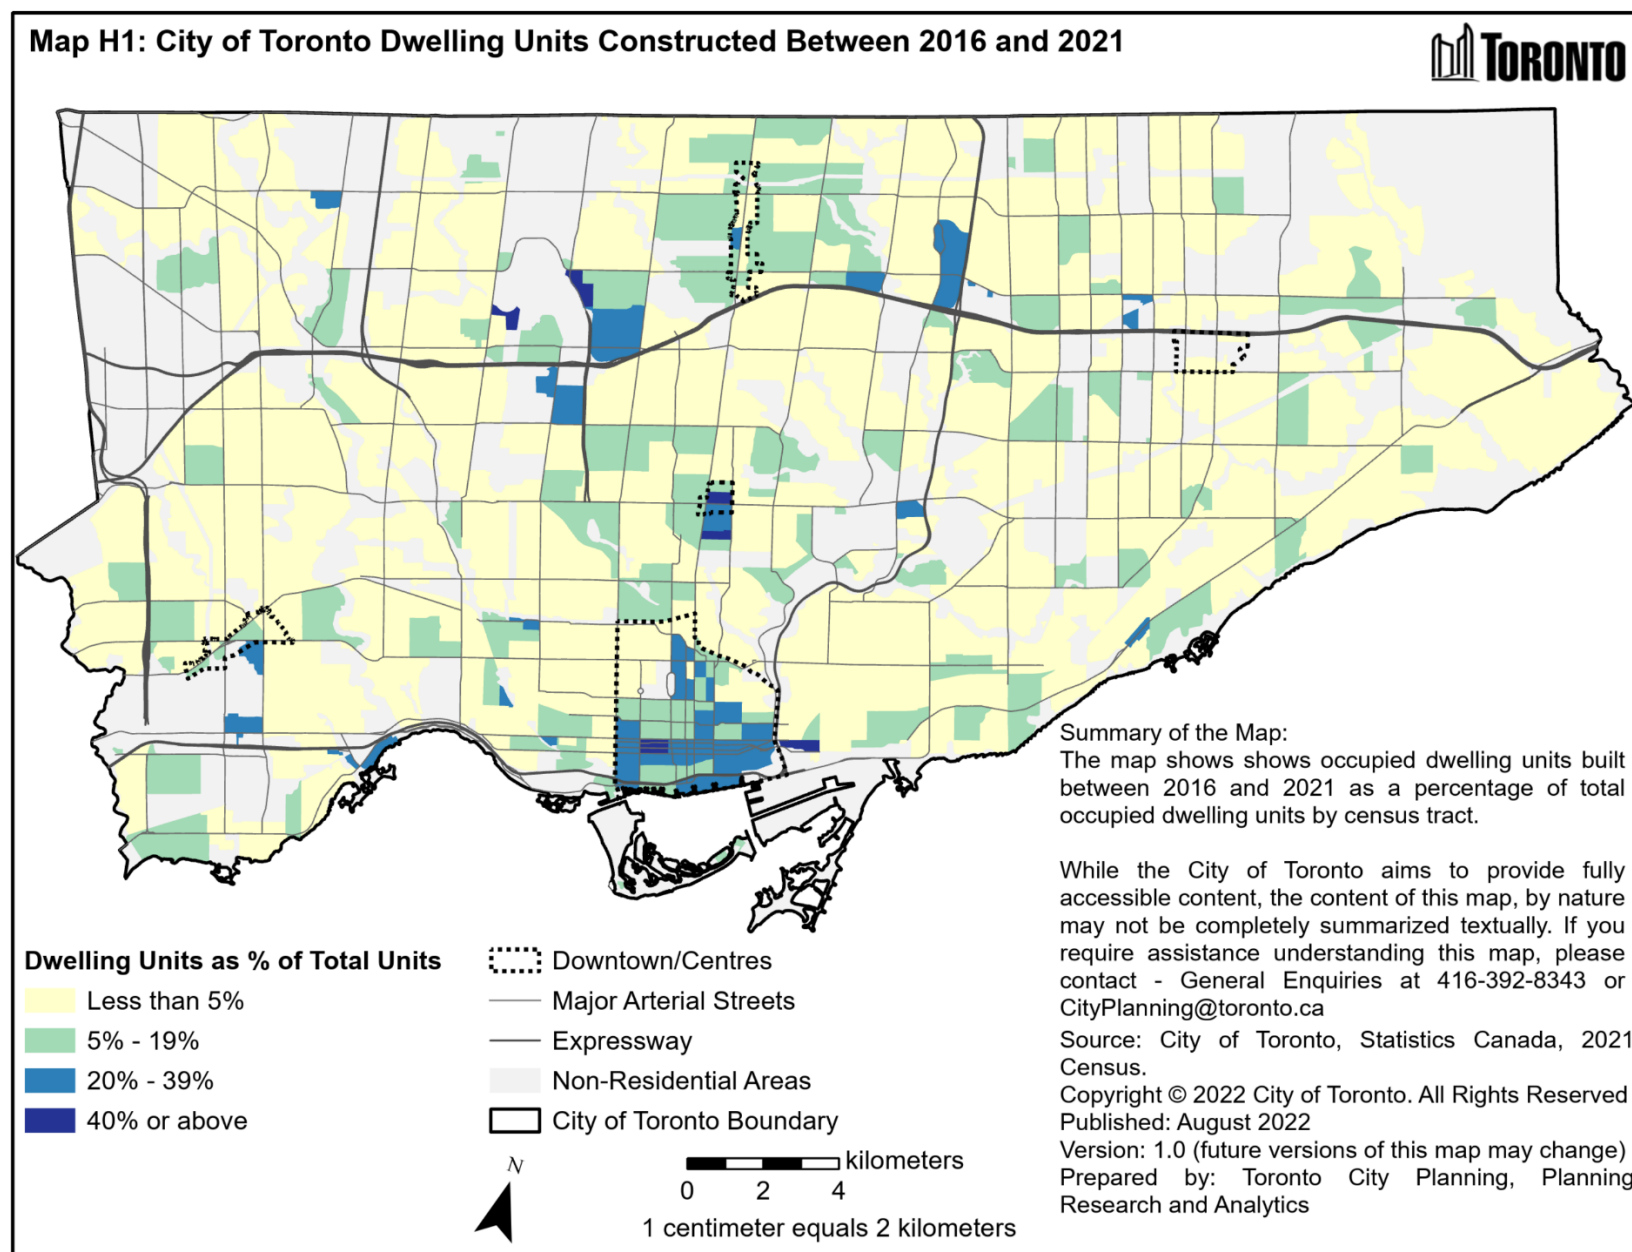 Map H1: City of Toronto Dwelling Units Constructed Between 2016 and 2021
TORONTO
Summary of the Map:
The map shows shows occupied dwelling units built
between 2016 and 2021 as a percentage of total
occupied dwelling units by census tract.
While the City of Toronto aims to provide fully
accessible content, the content of this map, by nature
may not be completely summarized textually. If you
require assistance understanding this map, please
contact - General Enquiries at 416-392-8343 or
CityPlanning@toronto.ca
Source: City of Toronto, Statistics Canada, 2021
Census.
Copyright © 2022 City of Toronto. All Rights Reserved
Published: August 2022
Version: 1.0 (future versions of this map may change)
Prepared by: Toronto City Planning, Planning
Research and Analytics
Dwelling Units as % of Total Units
Less than 5%
5% - 19%
20% - 39%
40% or above
Downtown/Centres
Major Arterial Streets
Expressway
Non-Residential Areas
City of Toronto Boundary
N
kilometers
0 2 4
1 centimeter equals 2 kilometers